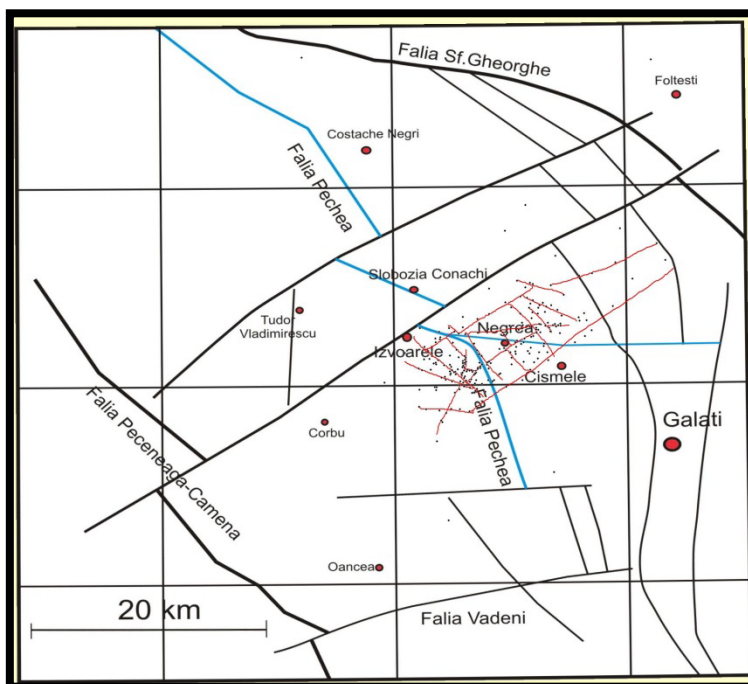 Falia Sf.Gheorghe
Foltesti
Costache Negri
Falia Pechea
Slobozia Conachi
Tudor
Vladimirescu
Negrea
Izvoarele
Cismele
Falia Peceneaga-Camena
Corbu
Falia Pechea
Galati
Oancea
20 km
Falia Vadeni